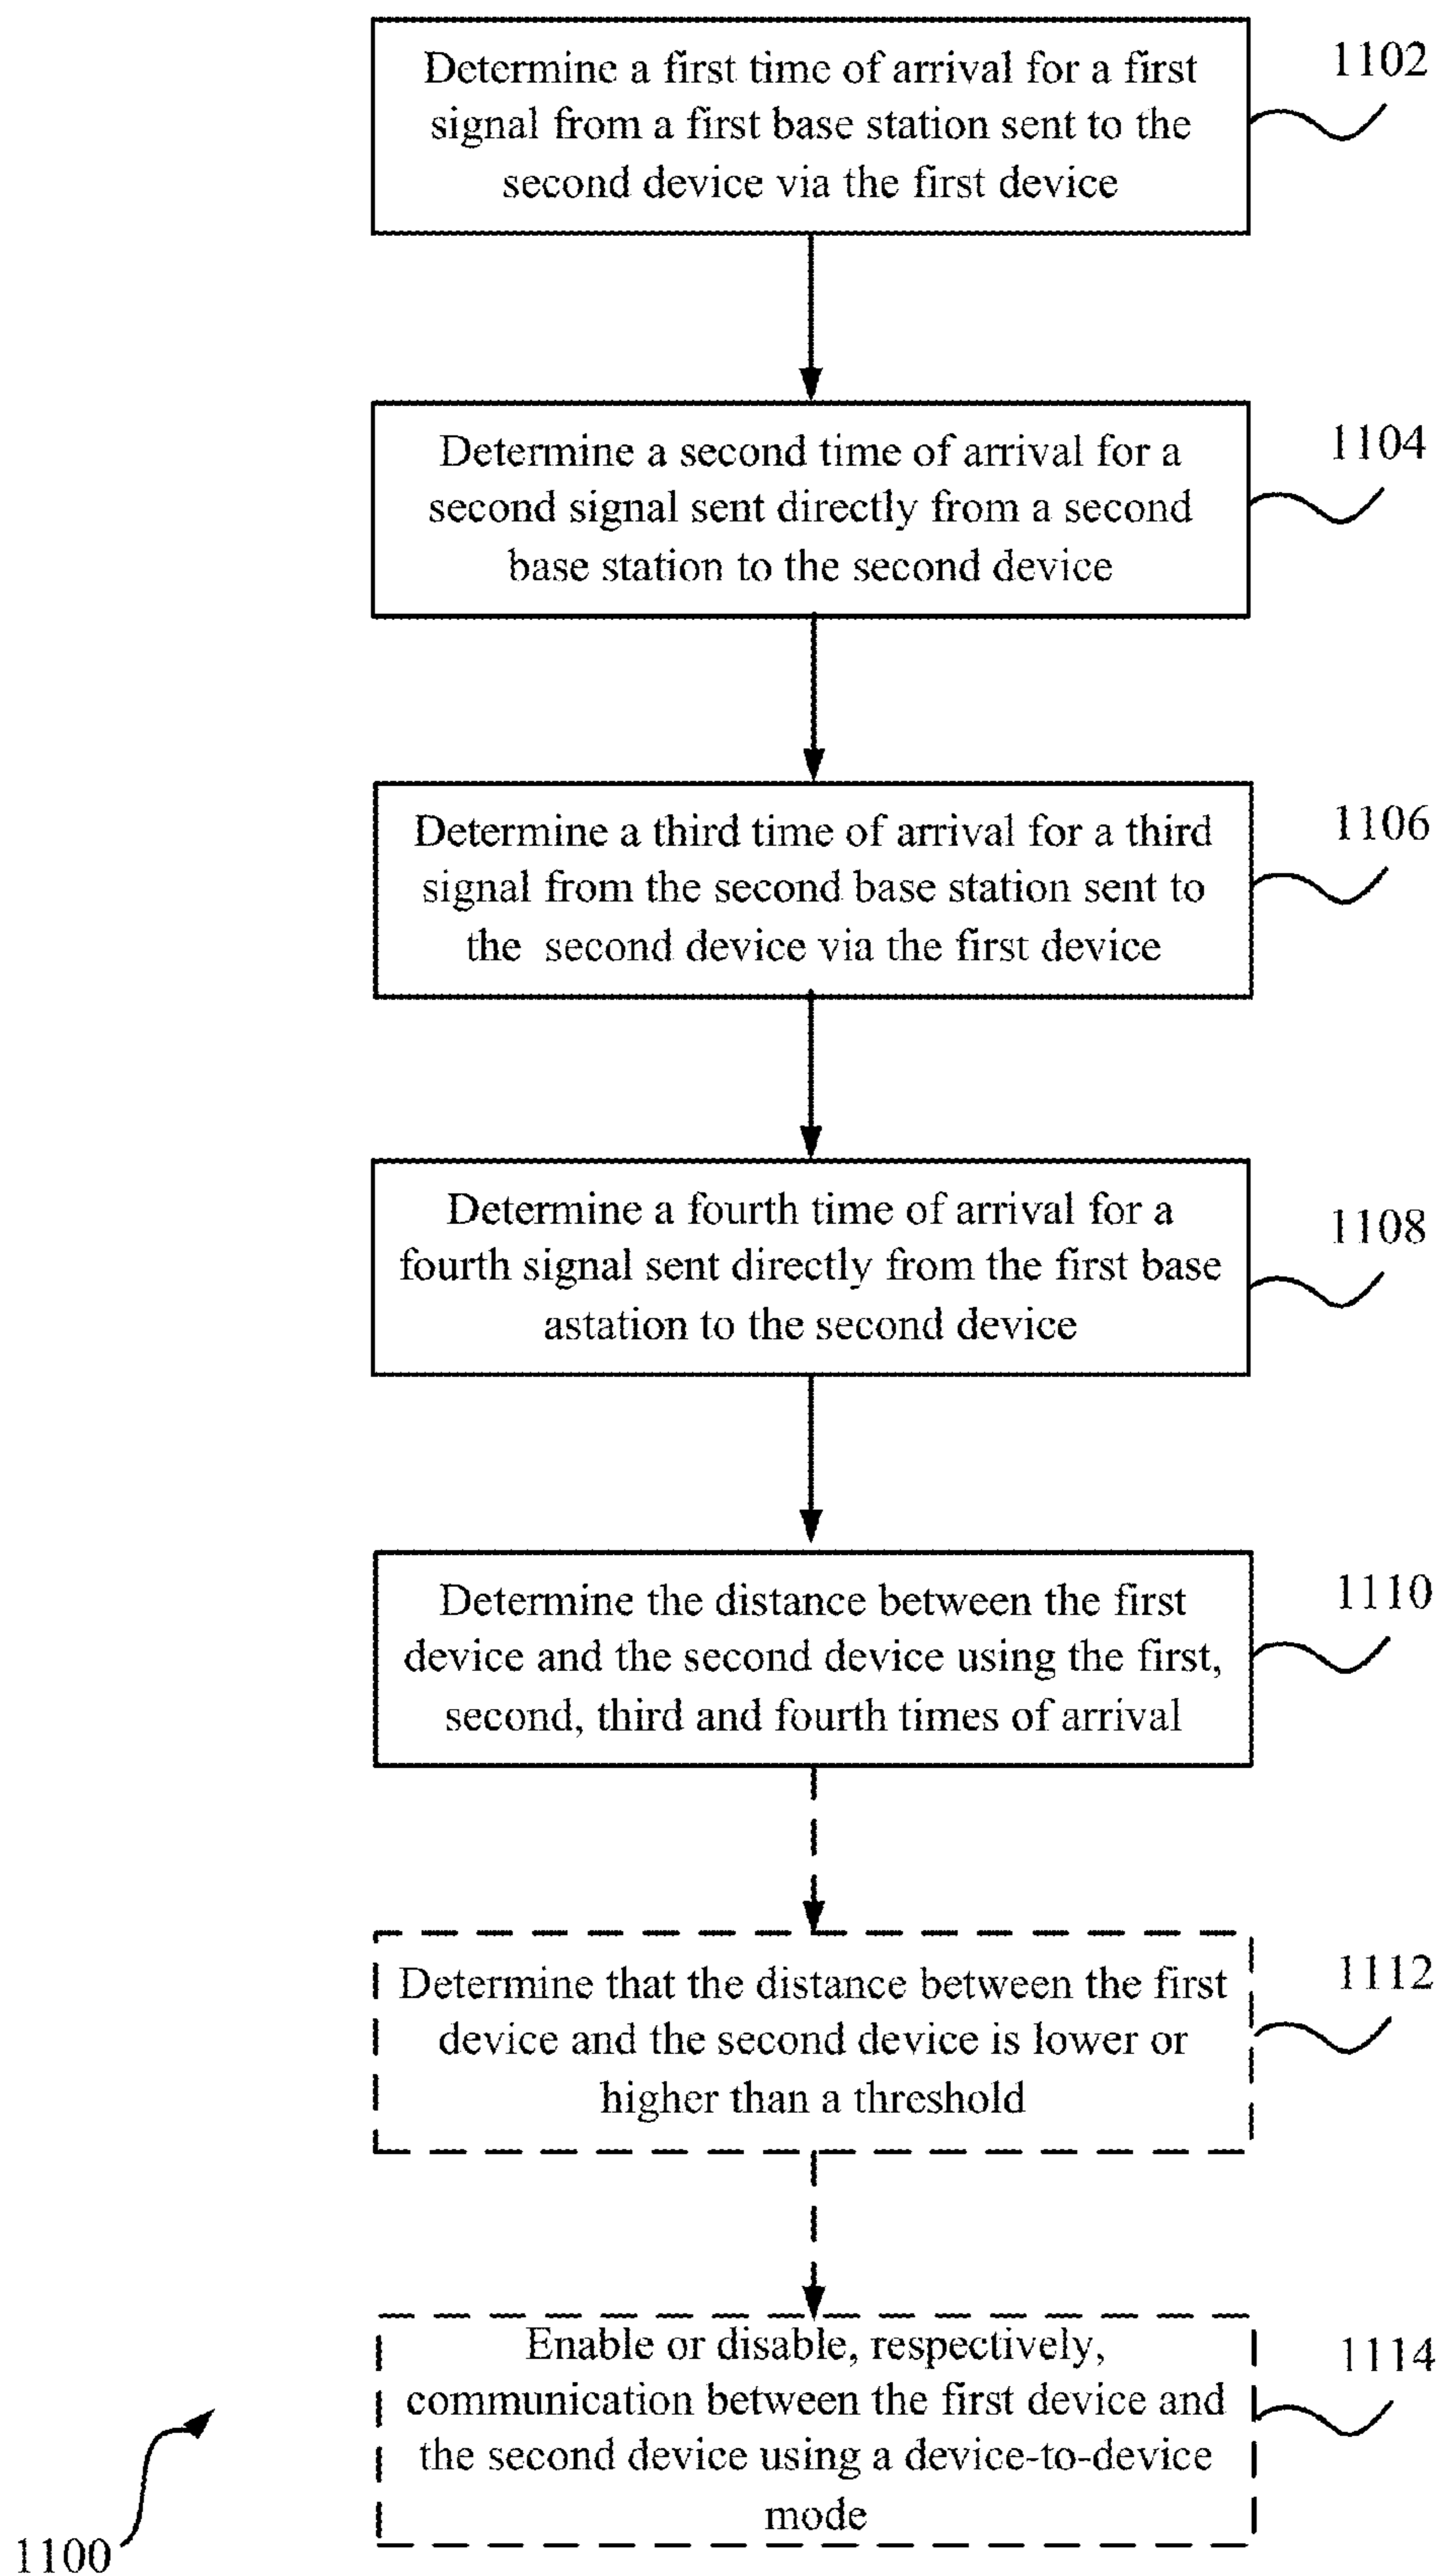 Determine a first time of arrival for a first
signal from a first base station sent to the
second device via the first device
1102
Determine a second time of arrival for a
second signal sent directly from a second
base station to the second device
1104
Determine a third time of arrival for a third
signal from the second base station sent to
the second device via the first device
1106
Determine a fourth time of arrival for a
fourth signal sent directly from the first base
astation to the second device
1108
Determine the distance between the first
device and the second device using the first,
second, third and fourth times of arrival
1110
Determine that the distance between the first
device and the second device is lower or
higher than a threshold
1112
Enable or disable, respectively,
communication between the first device and
the second device using a device-to-device
mode
1114
1100